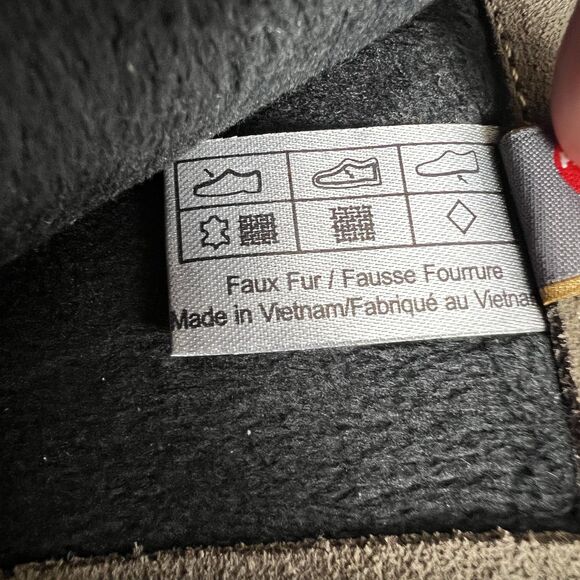 Faux Fur / Fausse Fourrure
Made in Vietnam/Fabriqué au Vietna